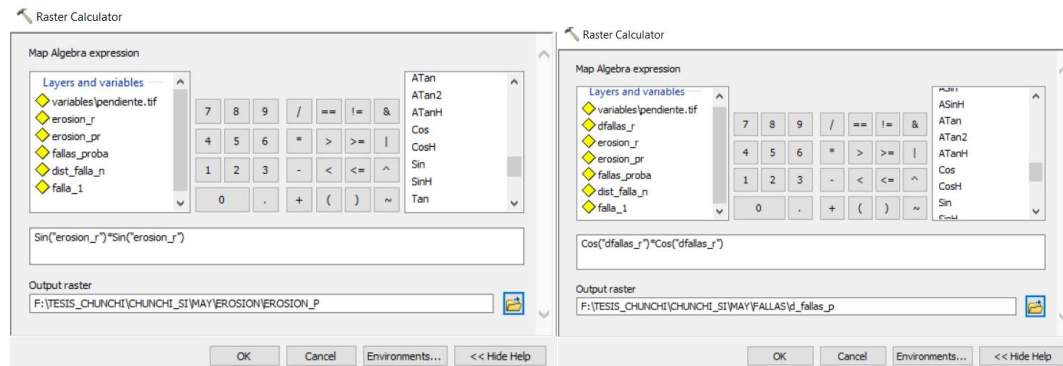 Raster Calculator
Map Algebra expression
Layers and variables
variables\pendiente.tif
erosion_r
erosion_pr
fallas_proba
dist_falla_n
falla_1
7 8 9 / == != &
4 5 6 * > >= |
1 2 3 - < <= ^
0 . + ( ) ~
ATan
ATan2
ATanH
Cos
CosH
Sin
SinH
Tan
Sin("erosion_r")*Sin("erosion_r")
Output raster
F:\TESIS_CHUNCHI\CHUNCHI_SI\MAY\EROSION\EROSION_P
OK Cancel Environments... << Hide Help
Raster Calculator
Map Algebra expression
Layers and variables
variables\pendiente.tif
dfallas_r
erosion_r
erosion_pr
fallas_proba
dist_falla_n
falla_1
7 8 9 / == != &
4 5 6 * > >= |
1 2 3 - < <= ^
0 . + ( ) ~
ASin
ASinH
ATan
ATan2
ATanH
Cos
CosH
Sin
SinH
Cos("dfallas_r")*Cos("dfallas_r")
Output raster
F:\TESIS_CHUNCHI\CHUNCHI_SI\MAY\FALLAS\d_fallas_p
OK Cancel Environments... << Hide Help